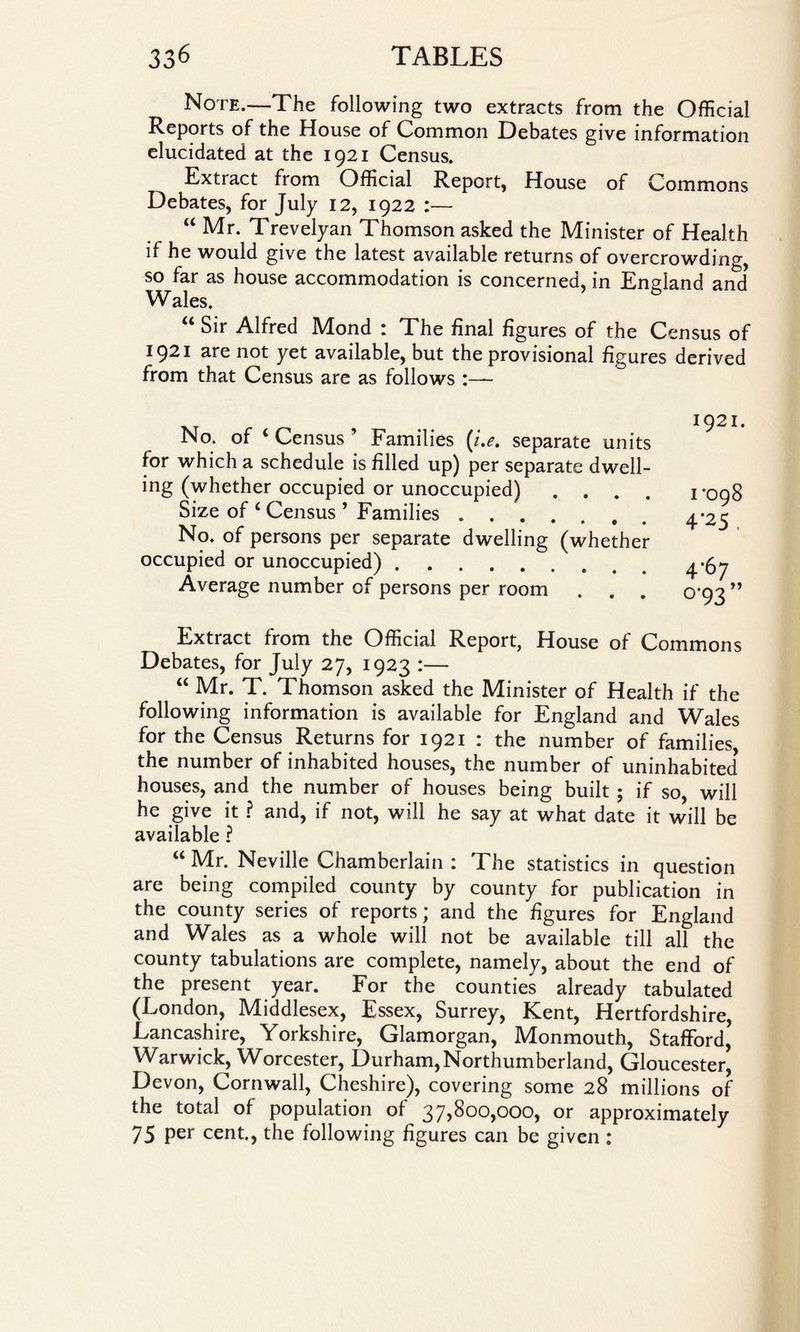 336 TABLES
NOTE.—The following two extracts from the Official
Reports of the House of Common Debates give information
elucidated at the 1921 Census.
Extract from Official Report, House of Commons
Debates, for July 12, 1922 :—
“ Mr. Trevelyan Thomson asked the Minister of Health
if he would give the latest available returns of overcrowding,
so far as house accommodation is concerned, in England and
Wales.
“ Sir Alfred Mond : The final figures of the Census of
1921 are not yet available, but the provisional figures derived
from that Census are as follows :—
1921.
No. of ‘ Census ’ Families (i.e. separate units
for which a schedule is filled up) per separate dwell-
ing (whether occupied or unoccupied) . . . . 1·098
Size of ‘ Census ’ Families . . . . . . . 4·25
No. of persons per separate dwelling (whether
occupied or unoccupied) . . . . . . . . . 4·67
Average number of persons per room . . . 0·93 ”
Extract from the Official Report, House of Commons
Debates, for July 27, 1923 :—
“ Mr. T. Thomson asked the Minister of Health if the
following information is available for England and Wales
for the Census Returns for 1921 : the number of families,
the number of inhabited houses, the number of uninhabited
houses, and the number of houses being built ; if so, will
he give it ? and, if not, will he say at what date it will be
available ?
“ Mr. Neville Chamberlain : The statistics in question
are being compiled county by county for publication in
the county series of reports ; and the figures for England
and Wales as a whole will not be available till all the
county tabulations are complete, namely, about the end of
the present year. For the counties already tabulated
(London, Middlesex, Essex, Surrey, Kent, Hertfordshire,
Lancashire, Yorkshire, Glamorgan, Monmouth, Stafford,
Warwick, Worcester, Durham, Northumberland, Gloucester,
Devon, Cornwall, Cheshire), covering some 28 millions of
the total of population of 37,800,000, or approximately
75 per cent., the following figures can be given :